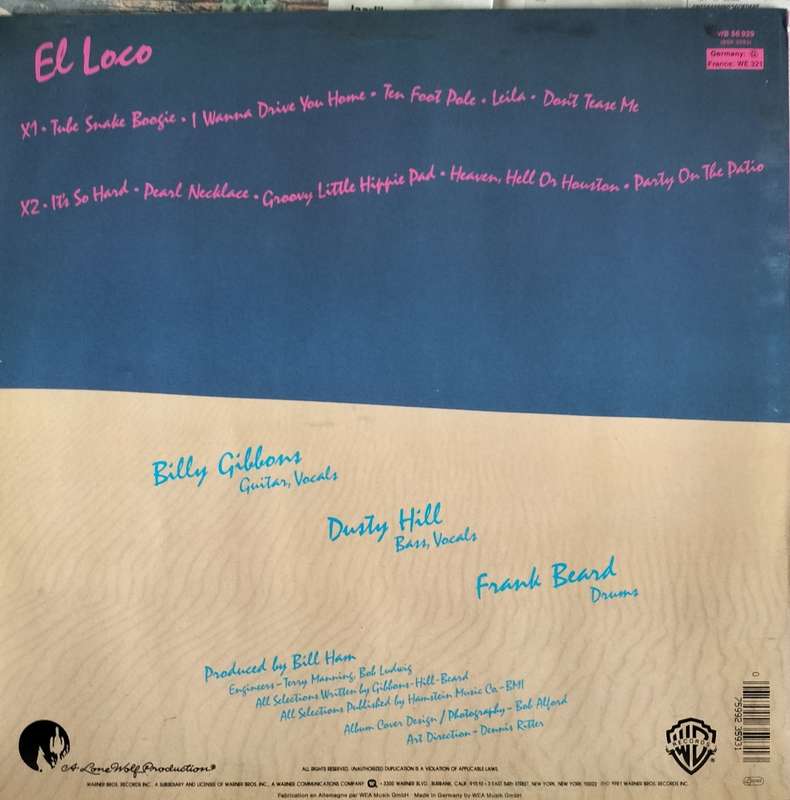 El Loco
WB 56 929
(BSK 3593)
Germany: Ⓤ
France: WE 321
X1 • Tube Snake Boogie • I Wanna Drive You Home • Ten Foot Pole • Leila • Don't Tease Me
X2 • It's So Hard • Pearl Necklace • Groovy Little Hippie Pad • Heaven, Hell Or Houston • Party On The Patio
Billy Gibbons
Guitar, Vocals
Dusty Hill
Bass, Vocals
Frank Beard
Drums
Produced by Bill Ham
Engineers – Terry Manning, Bob Ludwig
All Selections Written by Gibbons-Hill-Beard
All Selections Published by Hamstein Music Co. – BMI
Album Cover Design / Photography – Bob Alford
Art Direction – Dennis Ritter
A Lone Wolf Production®
RECORDS
0
75992 35931
ALL RIGHTS RESERVED. UNAUTHORIZED DUPLICATION IS A VIOLATION OF APPLICABLE LAWS.
WARNER BROS. RECORDS INC., A SUBSIDIARY AND LICENSEE OF WARNER BROS. INC., A WARNER COMMUNICATIONS COMPANY • 3300 WARNER BLVD., BURBANK, CALIF. 91510 • 3 EAST 54th STREET, NEW YORK, NEW YORK 10022 Ⓒ Ⓟ 1981 WARNER BROS. RECORDS INC.
Fabrication en Allemagne par WEA Musik GmbH • Made in Germany by WEA Musik GmbH